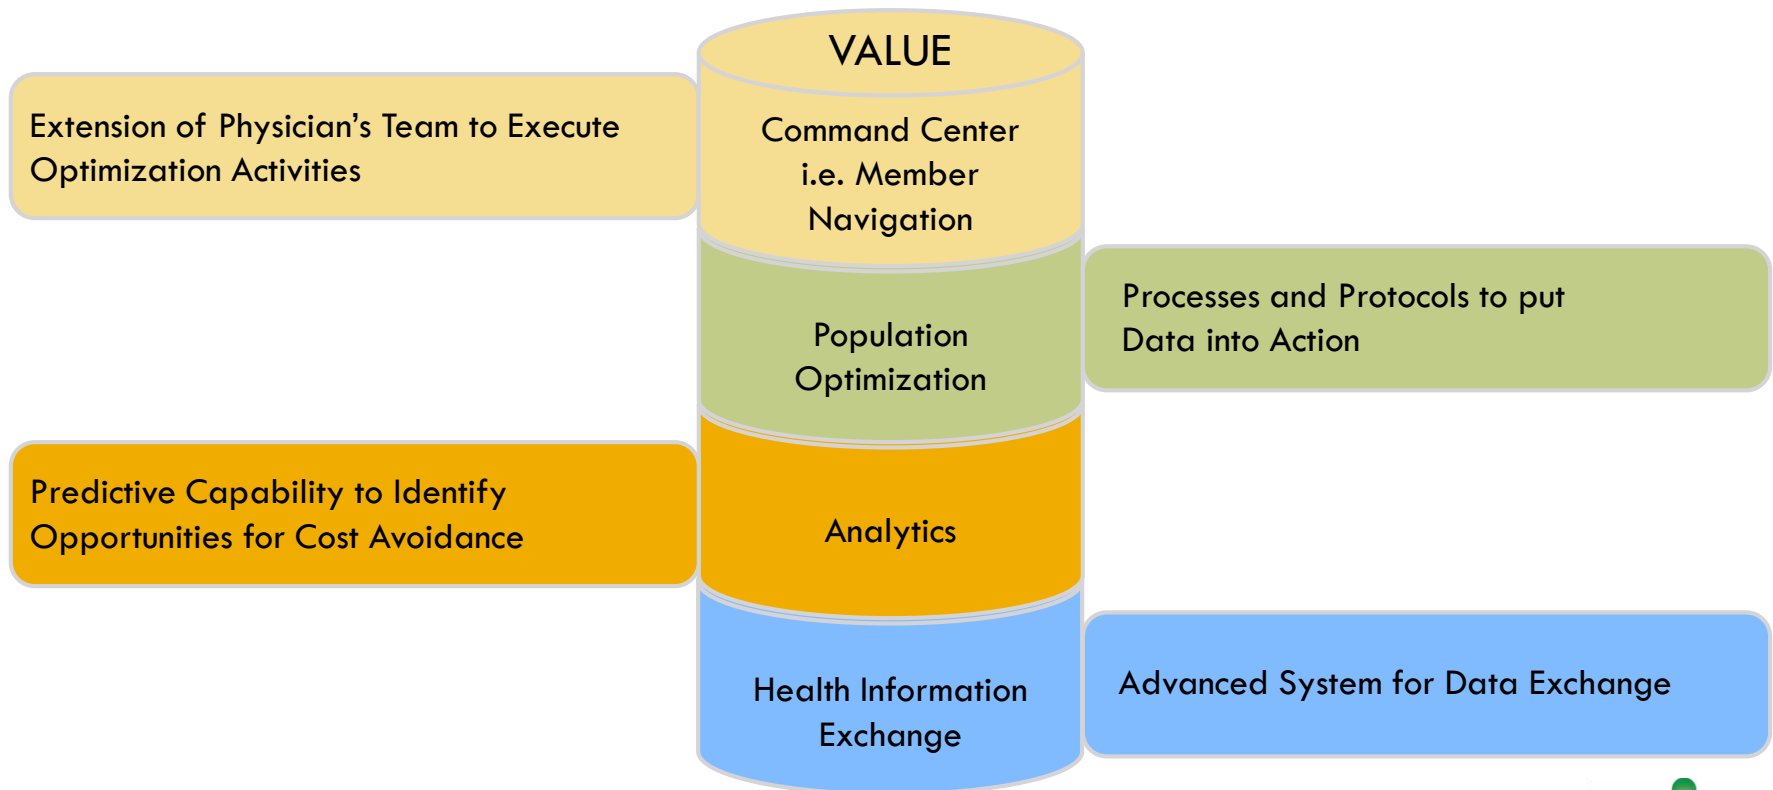 VALUE
Extension of Physician’s Team to Execute
Optimization Activities
Command Center
i.e. Member
Navigation
Population
Optimization
Processes and Protocols to put
Data into Action
Predictive Capability to Identify
Opportunities for Cost Avoidance
Analytics
Health Information
Exchange
Advanced System for Data Exchange